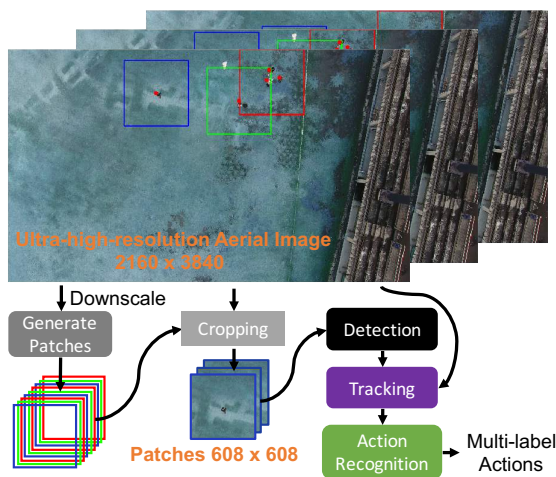 Ultra-high-resolution Aerial Image
2160 x 3840
Downscale
Generate
Patches
Cropping
Detection
Tracking
Patches 608 x 608
Action
Recognition
Multi-label
Actions